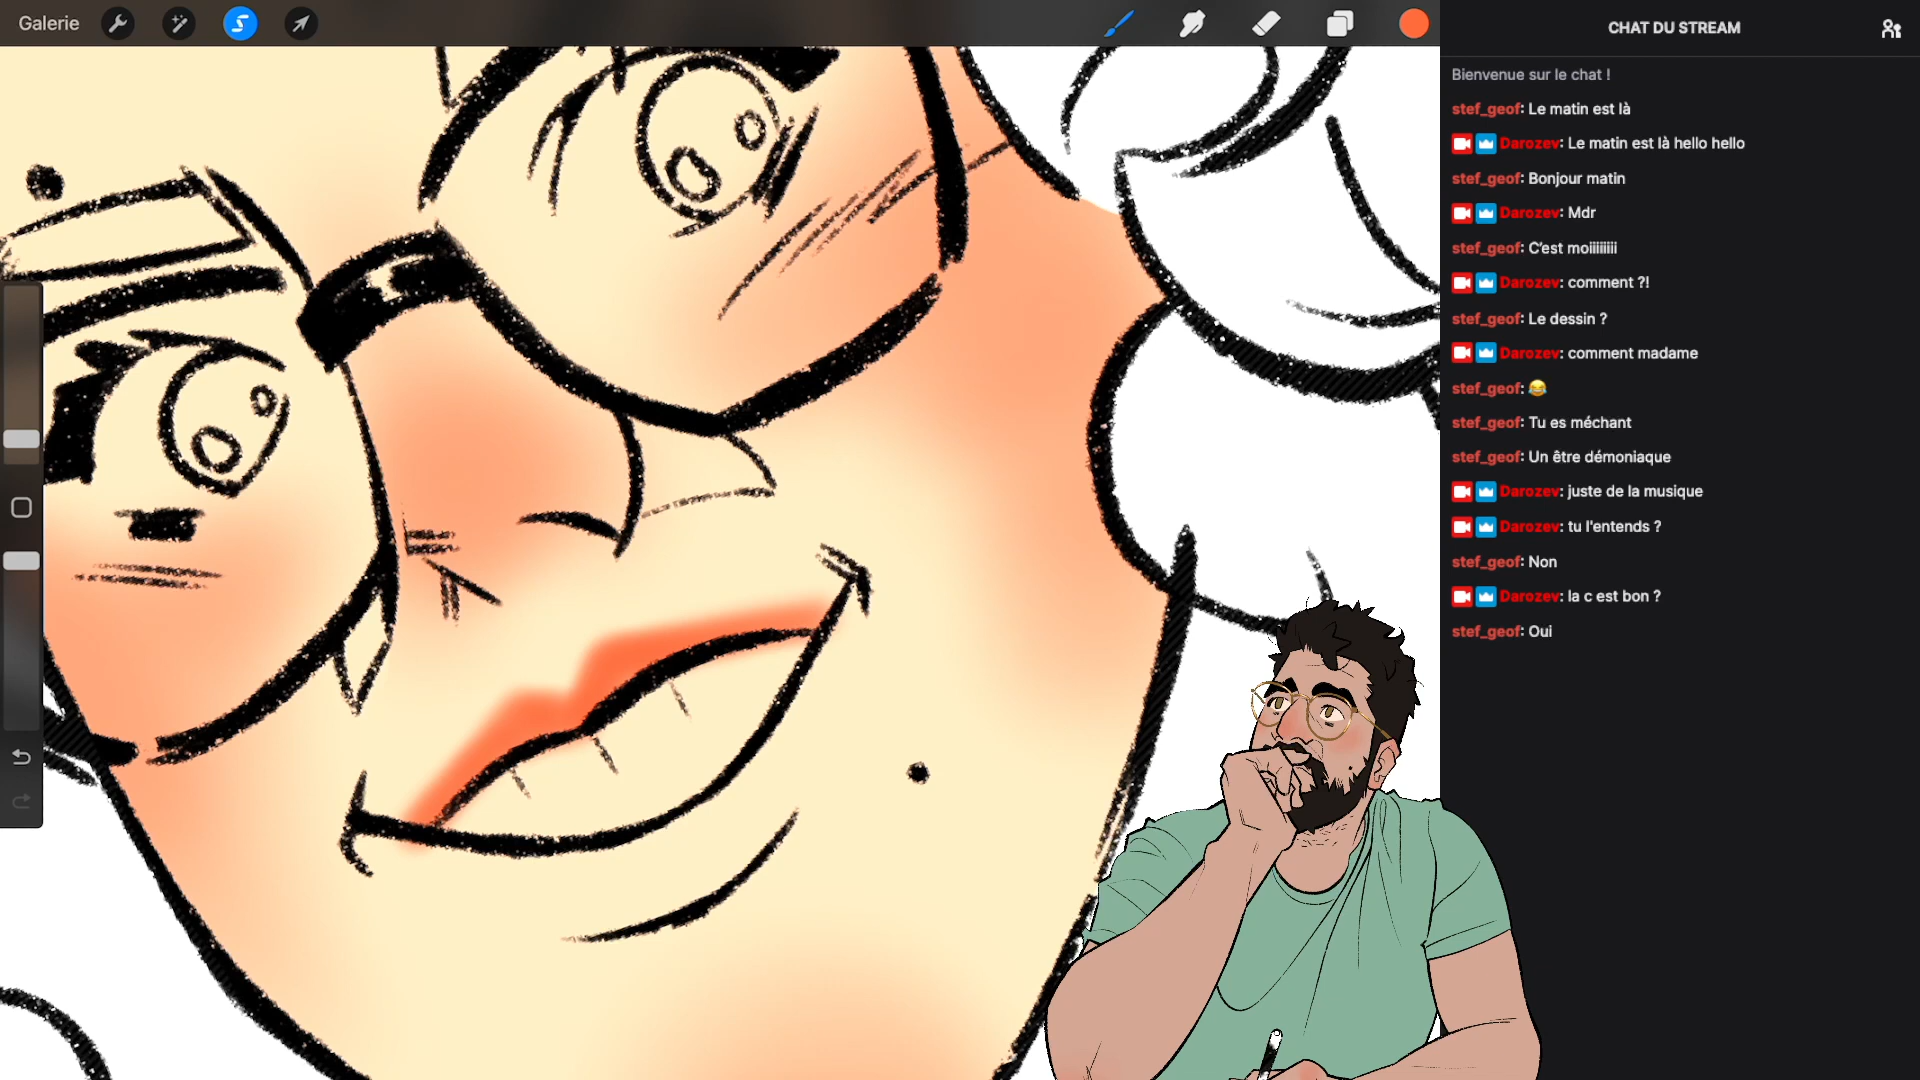 Galerie
CHAT DU STREAM
Bienvenue sur le chat !
stef_geof: Le matin est là
Darozev: Le matin est là hello hello
stef_geof: Bonjour matin
Darozev: Mdr
stef_geof: C'est moiiiiiiiii
Darozev: comment ?!
stef_geof: Le dessin ?
Darozev: comment madame
stef_geof: 😂
stef_geof: Tu es méchant
stef_geof: Un être démoniaque
Darozev: juste de la musique
Darozev: tu l'entends ?
stef_geof: Non
Darozev: la c est bon ?
stef_geof: Oui